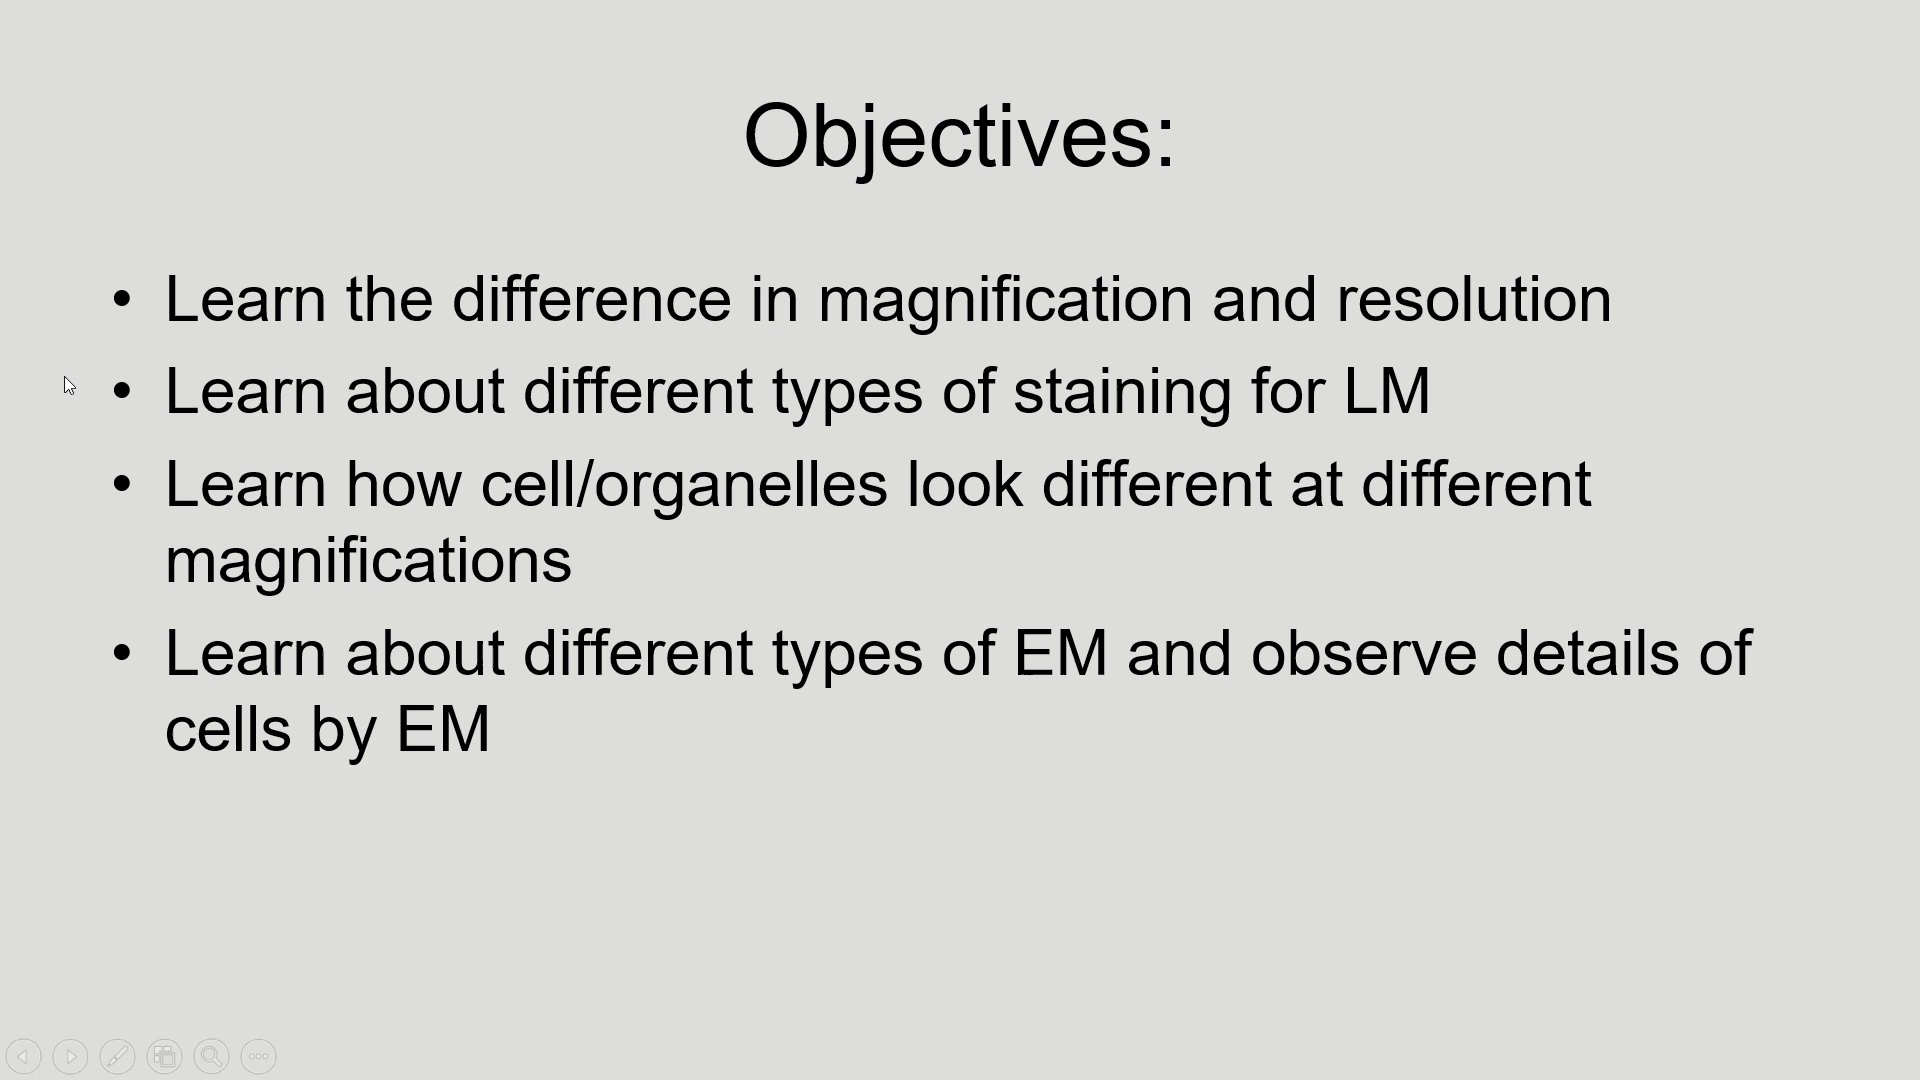 Objectives:
• Learn the difference in magnification and resolution
• Learn about different types of staining for LM
• Learn how cell/organelles look different at different
magnifications
• Learn about different types of EM and observe details of
cells by EM